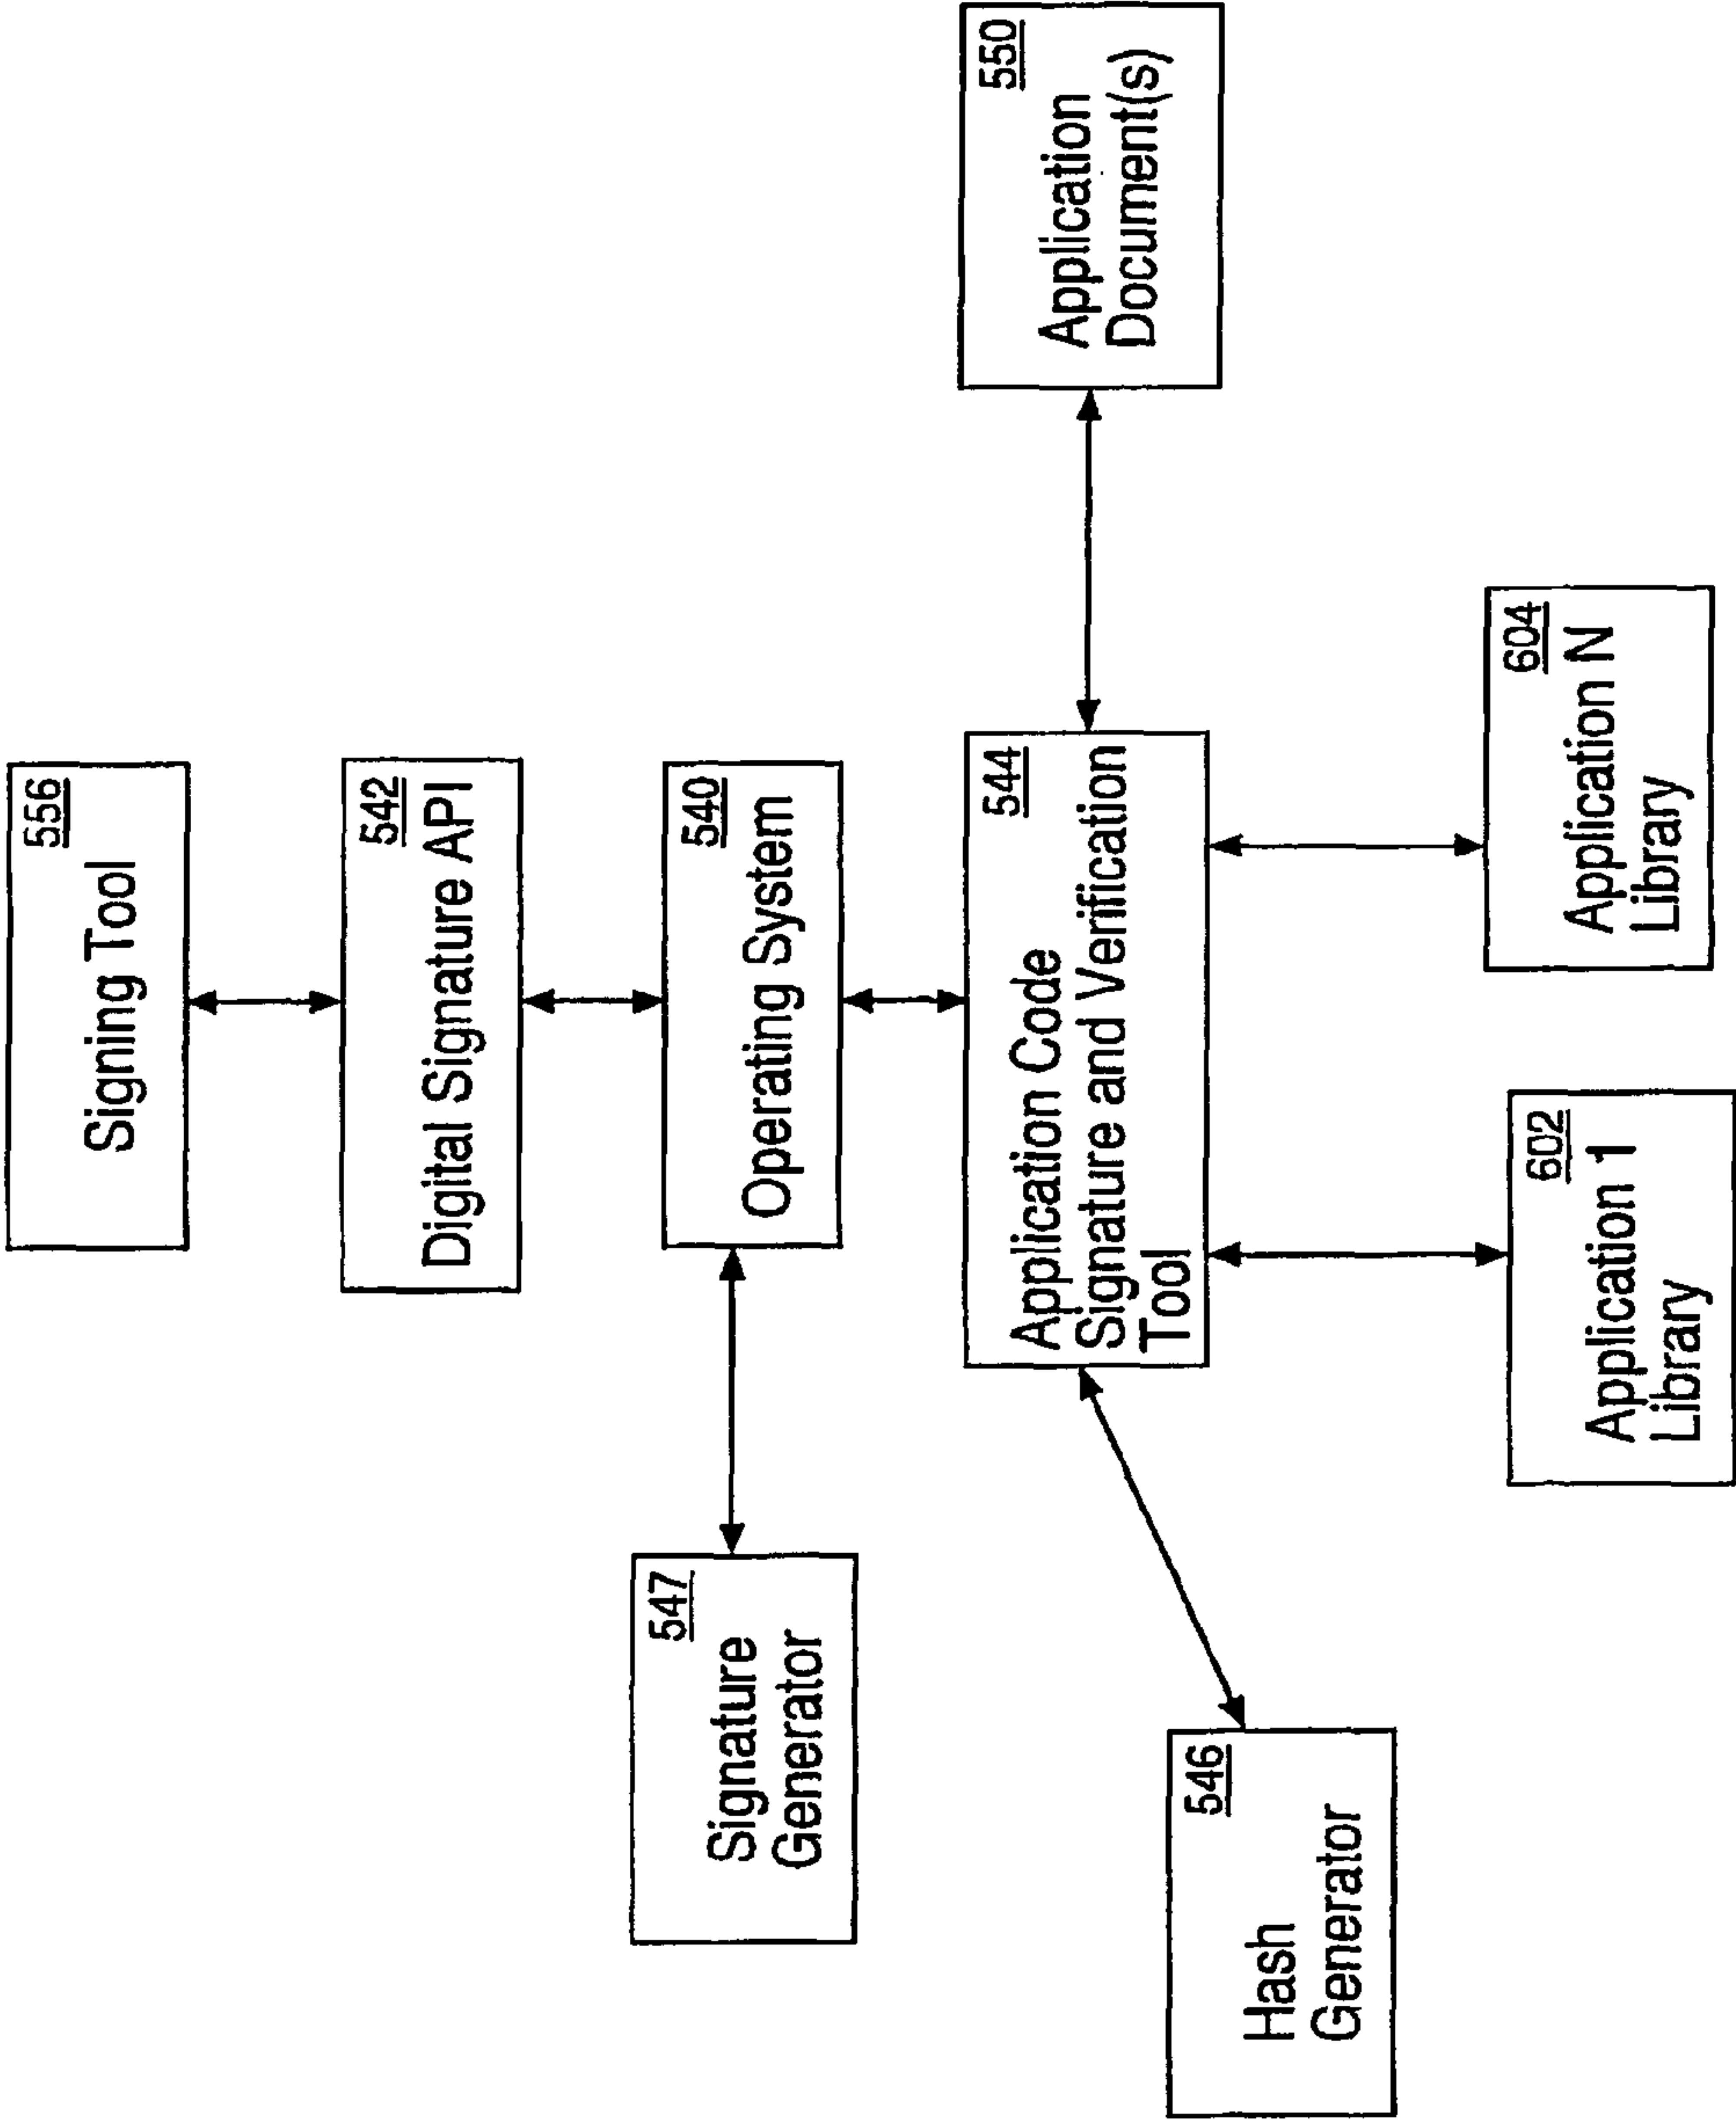 556
Signing Tool
542
Digital Signature API
547
Signature
Generator
540
Operating System
546
Hash
Generator
544
Application Code
Signature and Verification
Tool
550
Application
Document(s)
602
Application 1
Library
604
Application N
Library